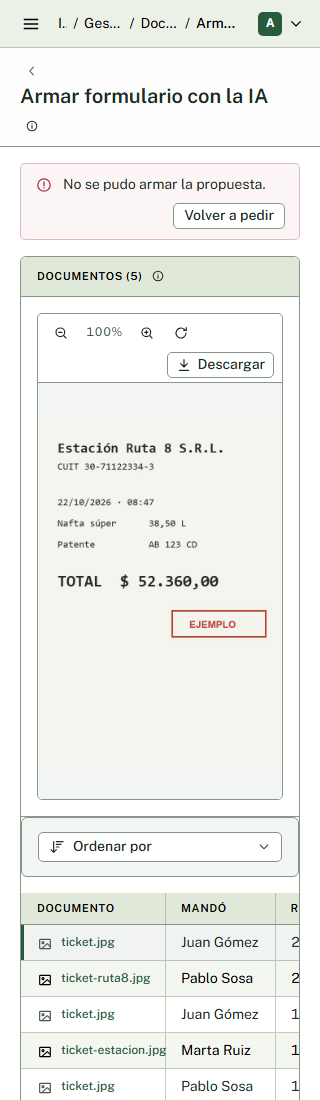 I.. / Ges... / Doc... / Arm... A
Armar formulario con la IA
No se pudo armar la propuesta.
Volver a pedir
DOCUMENTOS (5)
100%
Descargar
Estación Ruta 8 S.R.L.
CUIT 30-71122334-3
22/10/2026 · 08:47
Nafta súper 38,50 L
Patente AB 123 CD
TOTAL $ 52.360,00
EJEMPLO
Ordenar por
DOCUMENTO MANDÓ R
ticket.jpg Juan Gómez 2
ticket-ruta8.jpg Pablo Sosa 2
ticket.jpg Juan Gómez 1
ticket-estacion.jpg Marta Ruiz 1
ticket.jpg Pablo Sosa 1